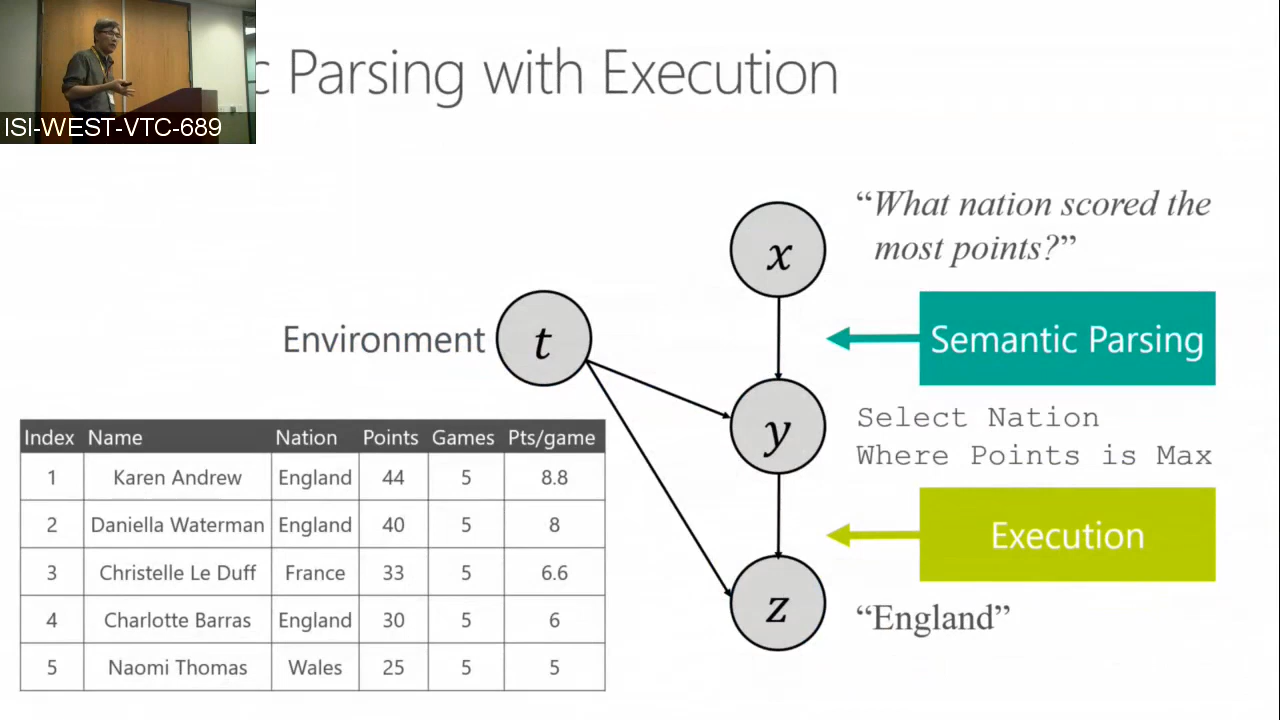 ISI-WEST-VTC-689
c Parsing with Execution
“What nation scored the
most points?”
x
Semantic Parsing
Environment
t
y
Select Nation
Where Points is Max
Execution
z
“England”
Index Name Nation Points Games Pts/game
1 Karen Andrew England 44 5 8.8
2 Daniella Waterman England 40 5 8
3 Christelle Le Duff France 33 5 6.6
4 Charlotte Barras England 30 5 6
5 Naomi Thomas Wales 25 5 5